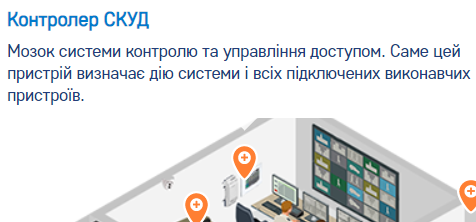 Контролер СКУД
Мозок системи контролю та управління доступом. Саме цей
пристрій визначає дію системи і всіх підключених виконавчих
пристроїв.